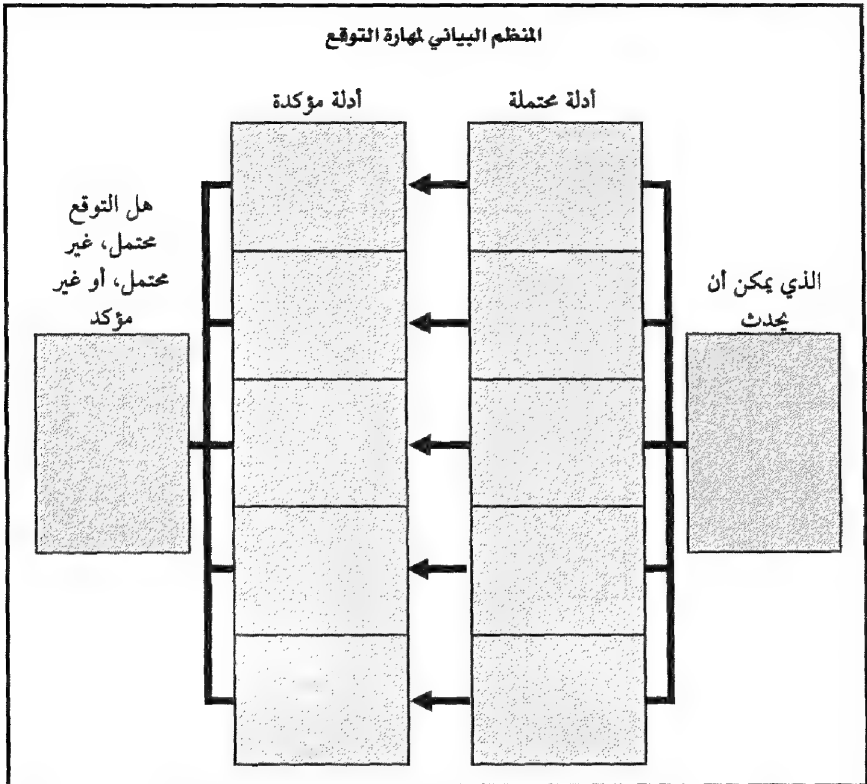 المنظم البياني لمهارة التوقع
أدلة محتملة
أدلة مؤكدة
الذي يمكن أن
يحدث
هل التوقع
محتمل، غير
محتمل، أو غير
مؤكد